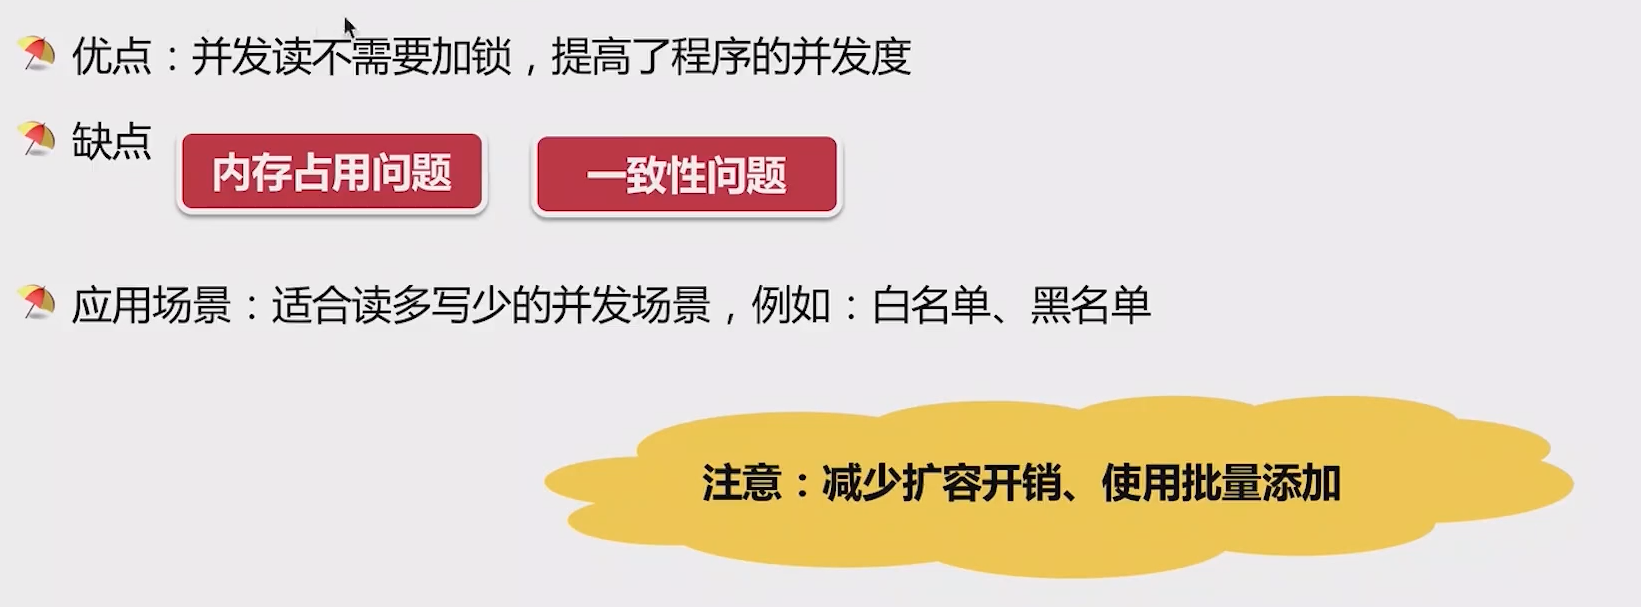 优点：并发读不需要加锁，提高了程序的并发度
缺点 内存占用问题 一致性问题
应用场景：适合读多写少的并发场景，例如：白名单、黑名单
注意：减少扩容开销、使用批量添加